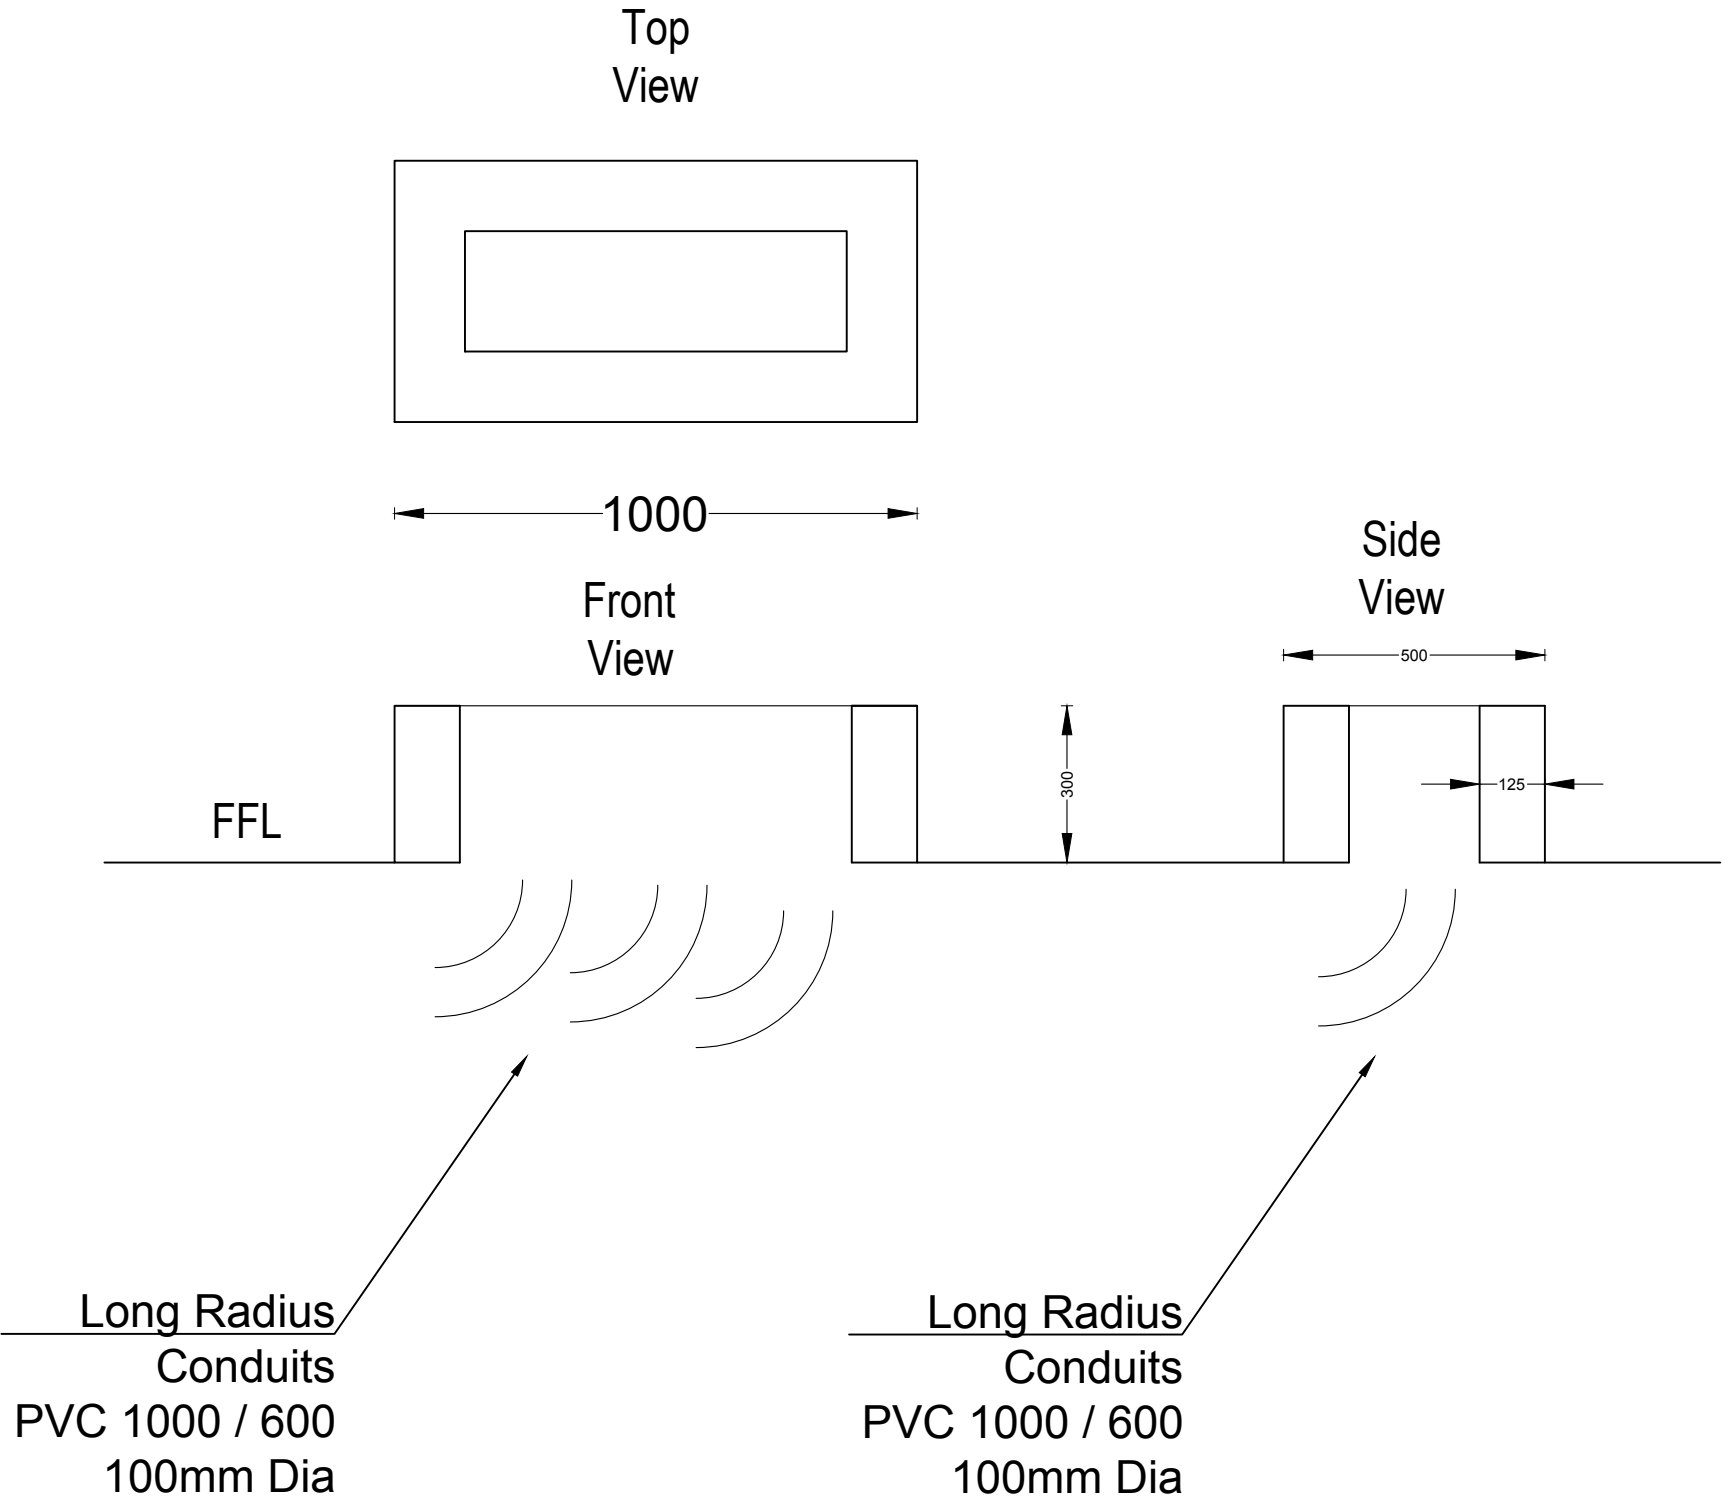 Top
View
1000
Front
View
Side
View
500
300
125
FFL
Long Radius
Conduits
PVC 1000 / 600
100mm Dia
Long Radius
Conduits
PVC 1000 / 600
100mm Dia